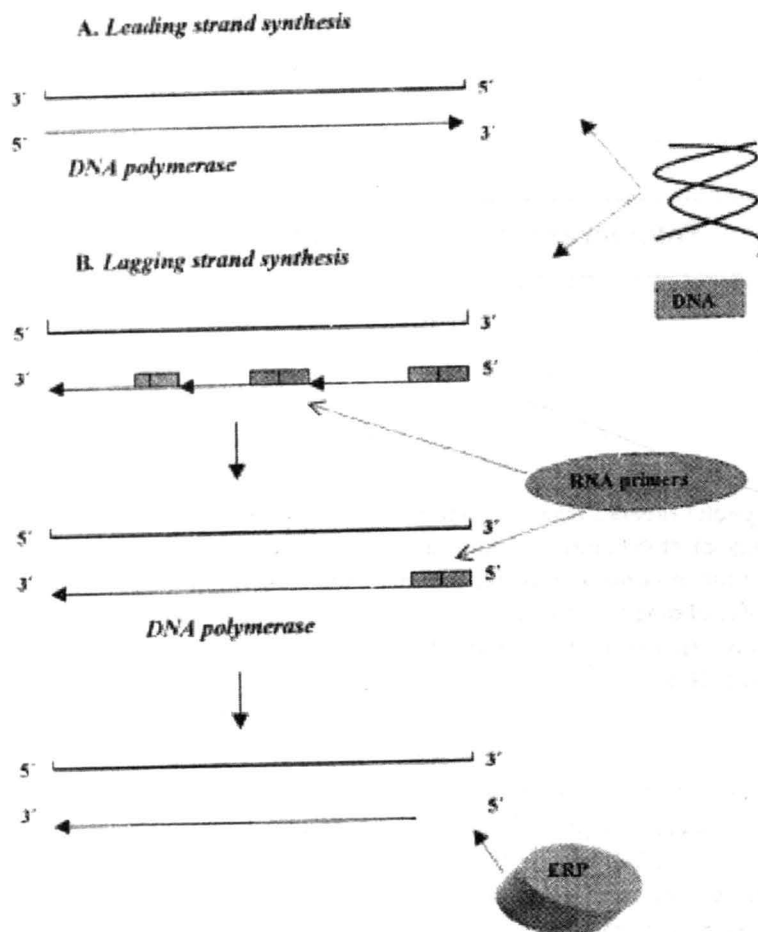 A. Leading strand synthesis
3´ 5´
5´ 3´
DNA polymerase
B. Lagging strand synthesis
DNA
5´ 3´
3´ 5´
RNA primers
5´ 3´
3´ 5´
DNA polymerase
5´ 3´
3´ 5´
ERP